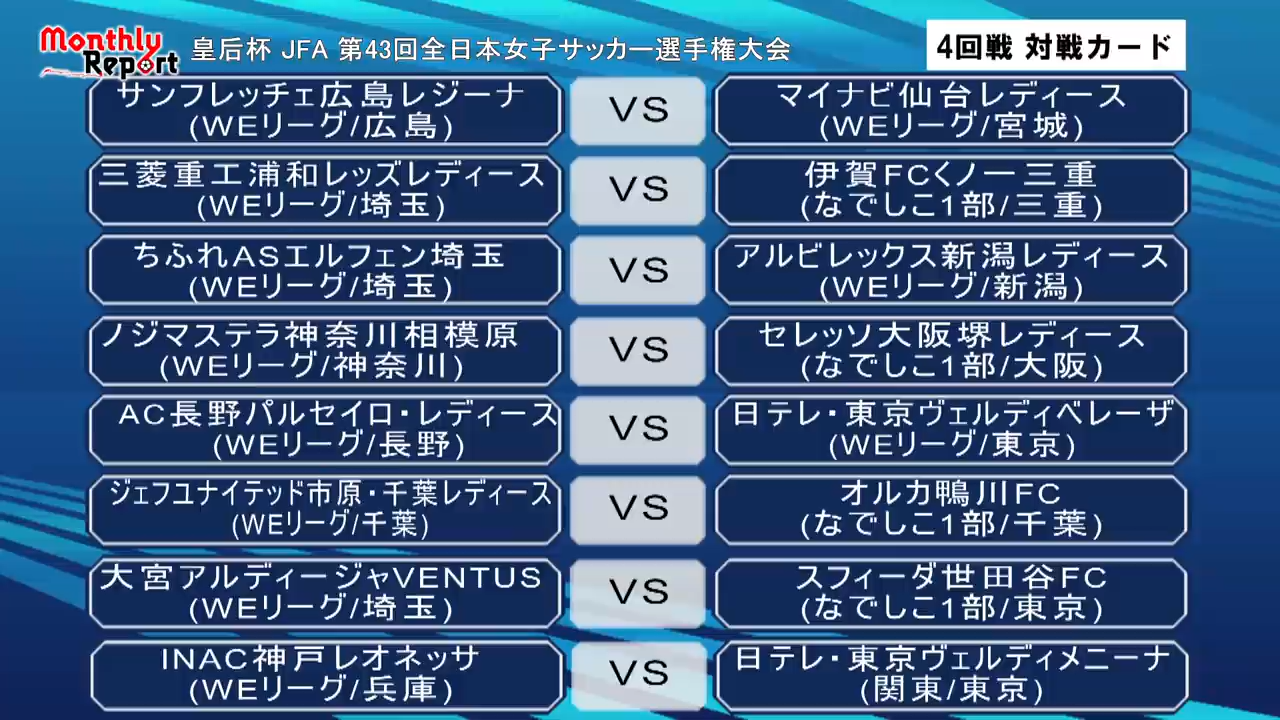 Monthly Report
皇后杯 JFA 第43回全日本女子サッカー選手権大会
4回戦 対戦カード
サンフレッチェ広島レジーナ
(WEリーグ/広島)
VS
マイナビ仙台レディース
(WEリーグ/宮城)
三菱重工浦和レッズレディース
(WEリーグ/埼玉)
VS
伊賀FCくノ一三重
(なでしこ1部/三重)
ちふれASエルフェン埼玉
(WEリーグ/埼玉)
VS
アルビレックス新潟レディース
(WEリーグ/新潟)
ノジマステラ神奈川相模原
(WEリーグ/神奈川)
VS
セレッソ大阪堺レディース
(なでしこ1部/大阪)
AC長野パルセイロ・レディース
(WEリーグ/長野)
VS
日テレ・東京ヴェルディベレーザ
(WEリーグ/東京)
ジェフユナイテッド市原・千葉レディース
(WEリーグ/千葉)
VS
オルカ鴨川FC
(なでしこ1部/千葉)
大宮アルディージャVENTUS
(WEリーグ/埼玉)
VS
スフィーダ世田谷FC
(なでしこ1部/東京)
INAC神戸レオネッサ
(WEリーグ/兵庫)
VS
日テレ・東京ヴェルディメニーナ
(関東/東京)